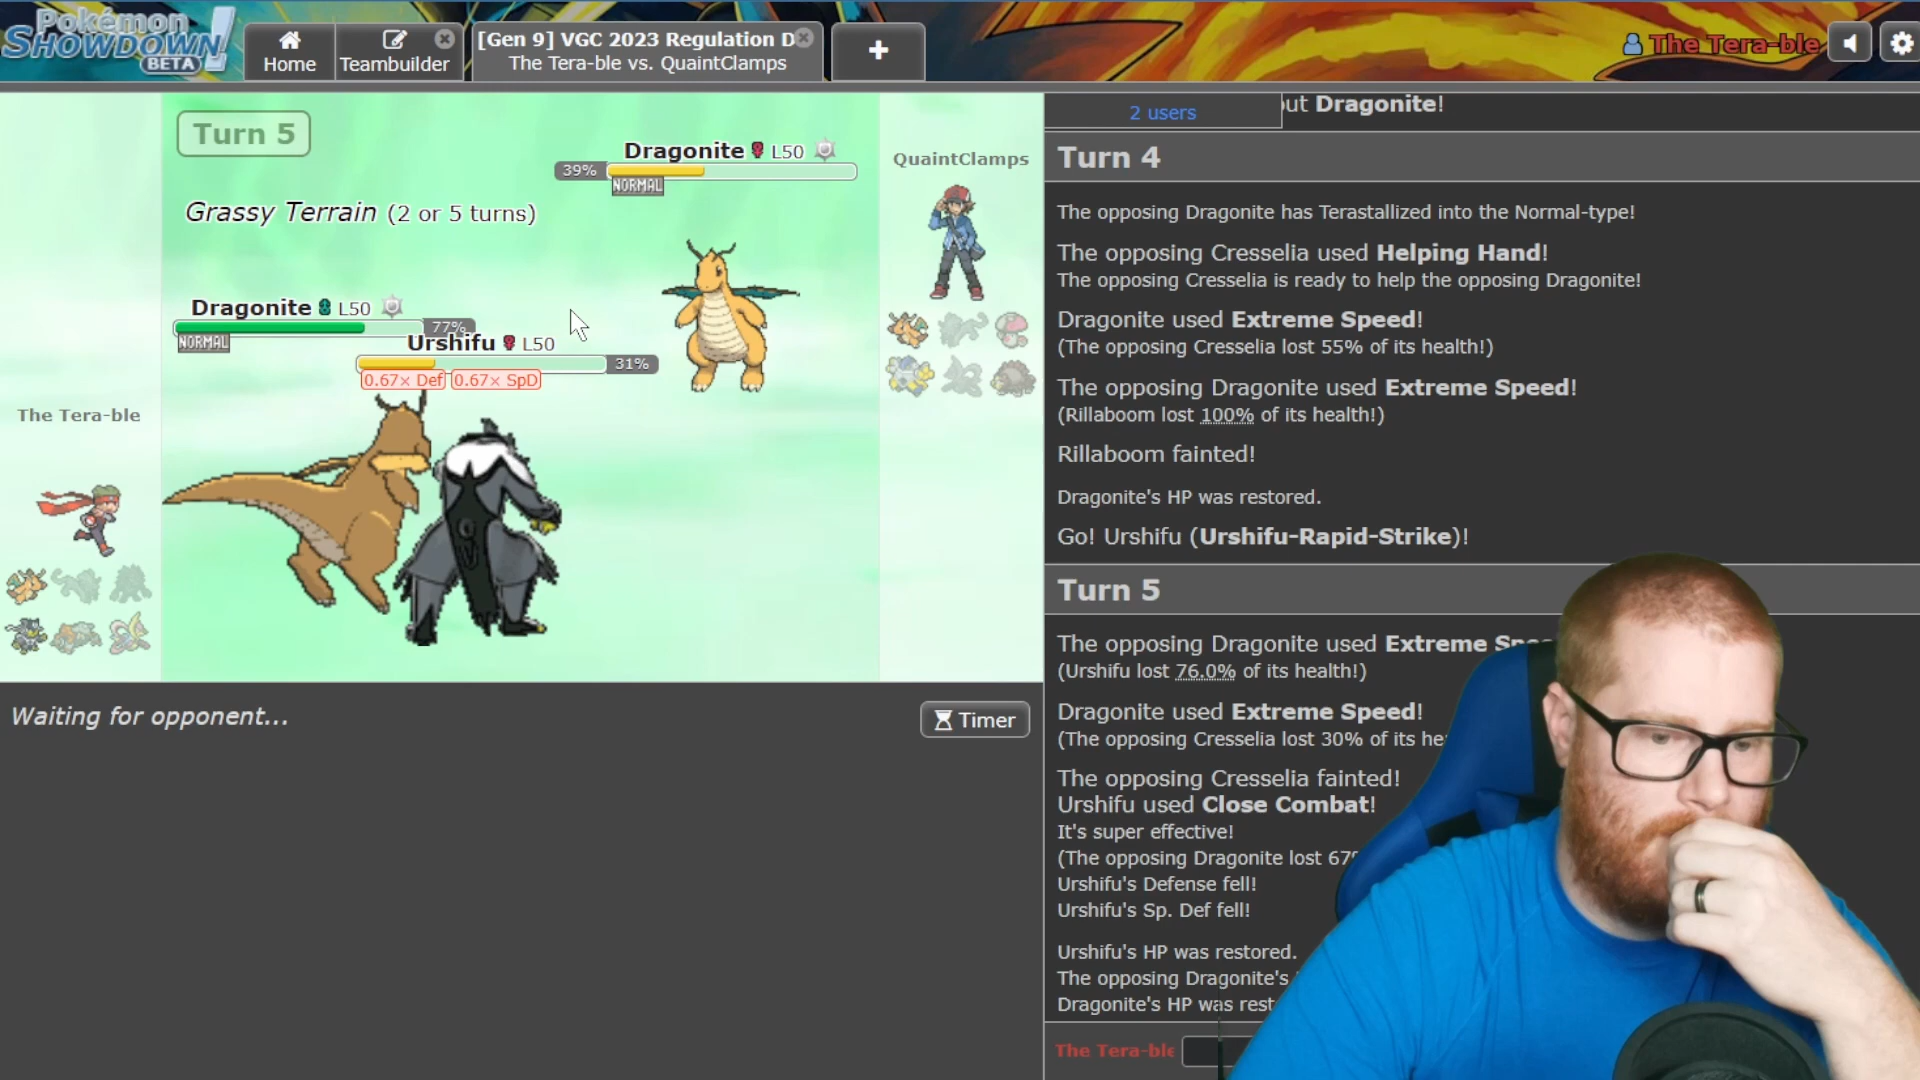 Pokémon
SHOWDOWN!
BETA
Home
Teambuilder
[Gen 9] VGC 2023 Regulation D
The Tera-ble vs. QuaintClamps
+
The Tera-ble
Turn 5
Dragonite L50
39%
NORMAL
Grassy Terrain (2 or 5 turns)
Dragonite L50
77%
NORMAL
Urshifu L50
31%
0.67× Def 0.67× SpD
The Tera-ble
QuaintClamps
Waiting for opponent...
Timer
2 users
out Dragonite!
Turn 4
The opposing Dragonite has Terastallized into the Normal-type!
The opposing Cresselia used Helping Hand!
The opposing Cresselia is ready to help the opposing Dragonite!
Dragonite used Extreme Speed!
(The opposing Cresselia lost 55% of its health!)
The opposing Dragonite used Extreme Speed!
(Rillaboom lost 100% of its health!)
Rillaboom fainted!
Dragonite's HP was restored.
Go! Urshifu (Urshifu-Rapid-Strike)!
Turn 5
The opposing Dragonite used Extreme
(Urshifu lost 76.0% of its health!)
Dragonite used Extreme Speed!
(The opposing Cresselia lost 30% of its
The opposing Cresselia fainted!
Urshifu used Close Combat!
It's super effective!
(The opposing Dragonite lost 67%
Urshifu's Defense fell!
Urshifu's Sp. Def fell!
Urshifu's HP was restored.
The opposing Dragonite's
Dragonite's HP was
The Tera-ble